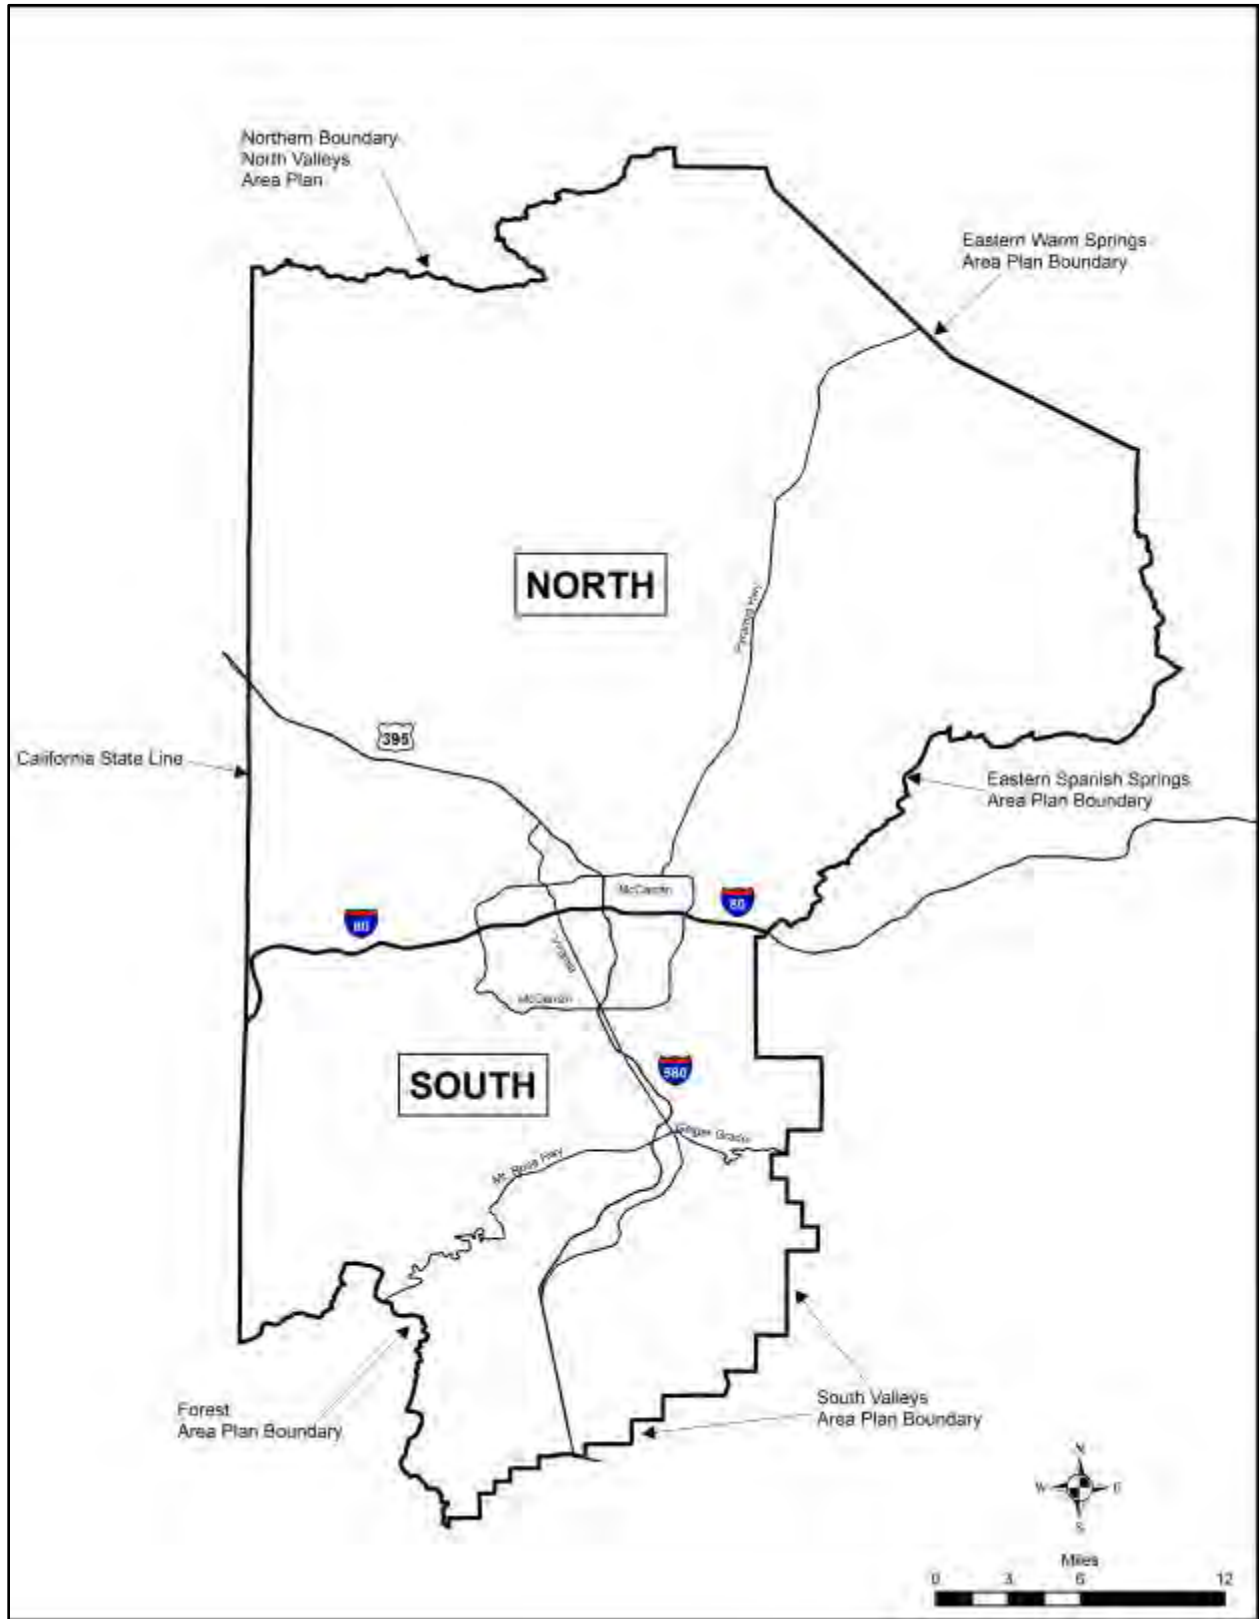 Northern Boundary
North Valleys
Area Plan
Eastern Warm Springs
Area Plan Boundary
NORTH
Pyramid Hwy
395
California State Line
Eastern Spanish Springs
Area Plan Boundary
McCarran
80
80
Virginia
McCarran
SOUTH
580
Geiger Grade
Mt. Rose Hwy
Forest
Area Plan Boundary
South Valleys
Area Plan Boundary
N
W E
S
Miles
0 3 6 12